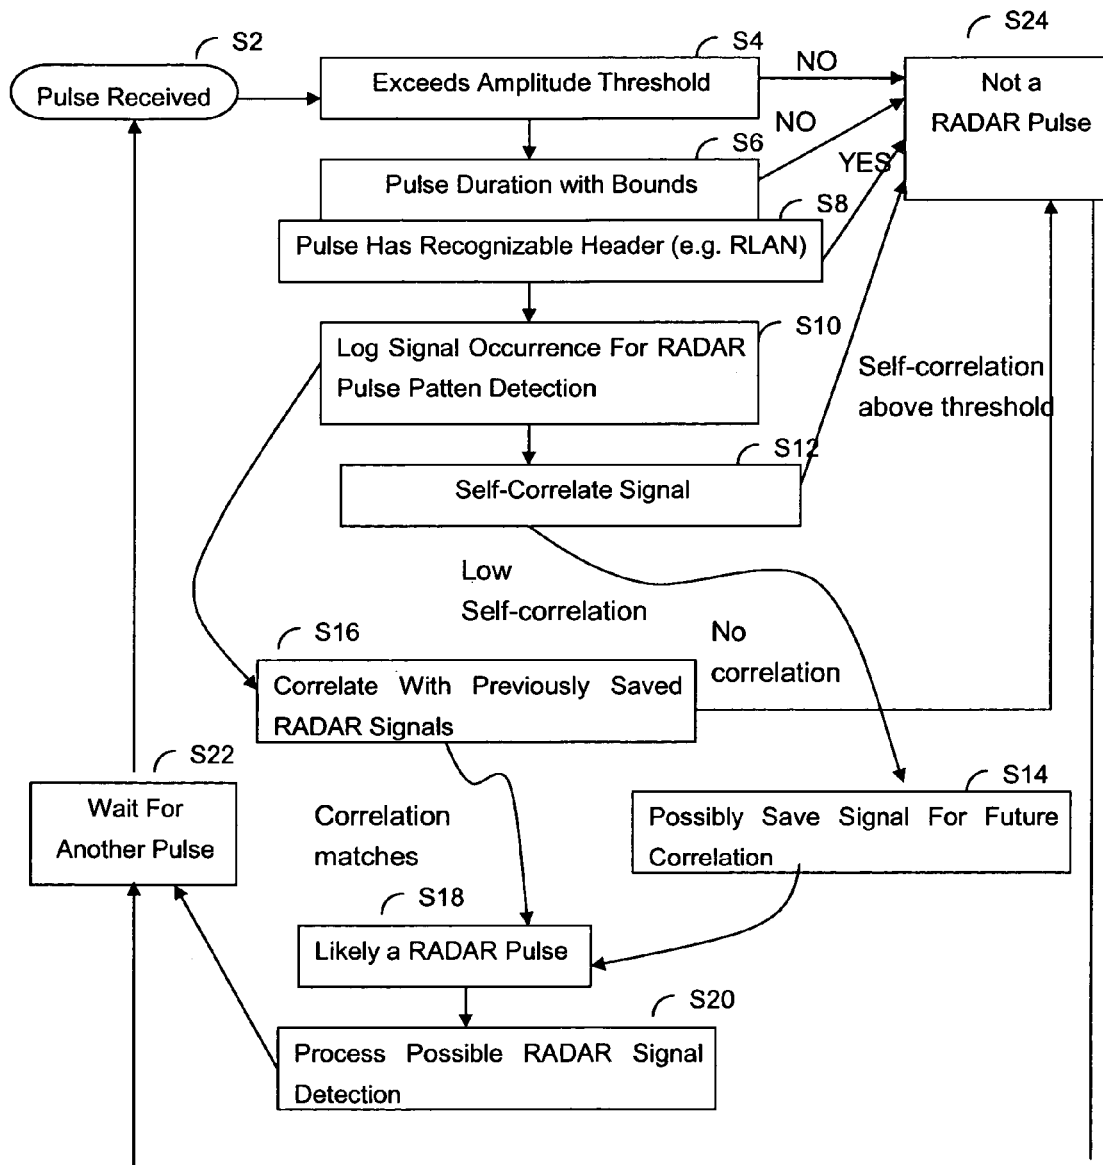 S2
Pulse Received
S4
Exceeds Amplitude Threshold
NO
S24
Not a
RADAR Pulse
S6
Pulse Duration with Bounds
NO
S8
Pulse Has Recognizable Header (e.g. RLAN)
YES
S10
Log Signal Occurrence For RADAR
Pulse Patten Detection
Self-correlation
above threshold
S12
Self-Correlate Signal
Low
Self-correlation
S16
Correlate With Previously Saved
RADAR Signals
No
correlation
S22
Wait For
Another Pulse
Correlation
matches
S14
Possibly Save Signal For Future
Correlation
S18
Likely a RADAR Pulse
S20
Process Possible RADAR Signal
Detection